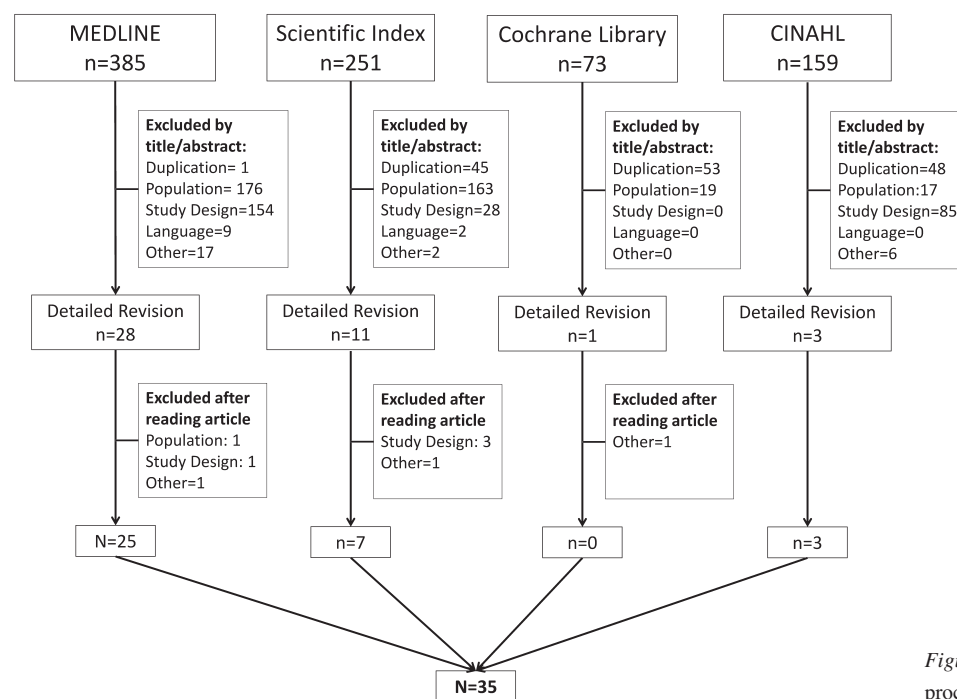 MEDLINE
n=385
Scientific Index
n=251
Cochrane Library
n=73
CINAHL
n=159
Excluded by
title/abstract:
Duplication= 1
Population= 176
Study Design=154
Language=9
Other=17
Excluded by
title/abstract:
Duplication=45
Population=163
Study Design=28
Language=2
Other=2
Excluded by
title/abstract:
Duplication=53
Population=19
Study Design=0
Language=0
Other=0
Excluded by
title/abstract:
Duplication=48
Population:17
Study Design=85
Language=0
Other=6
Detailed Revision
n=28
Detailed Revision
n=11
Detailed Revision
n=1
Detailed Revision
n=3
Excluded after
reading article
Population: 1
Study Design: 1
Other=1
Excluded after
reading article
Study Design: 3
Other=1
Excluded after
reading article
Other=1
N=25
n=7
n=0
n=3
N=35